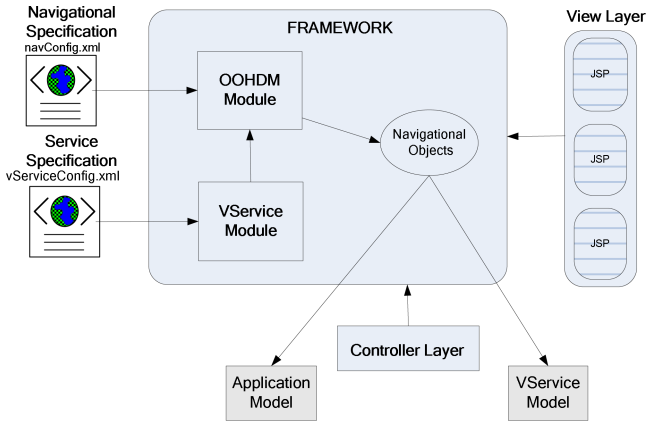 Navigational
Specification
navConfig.xml
Service
Specification
vServiceConfig.xml
FRAMEWORK
OOHDM
Module
VService
Module
Navigational
Objects
View Layer
JSP
JSP
JSP
Controller Layer
Application
Model
VService
Model